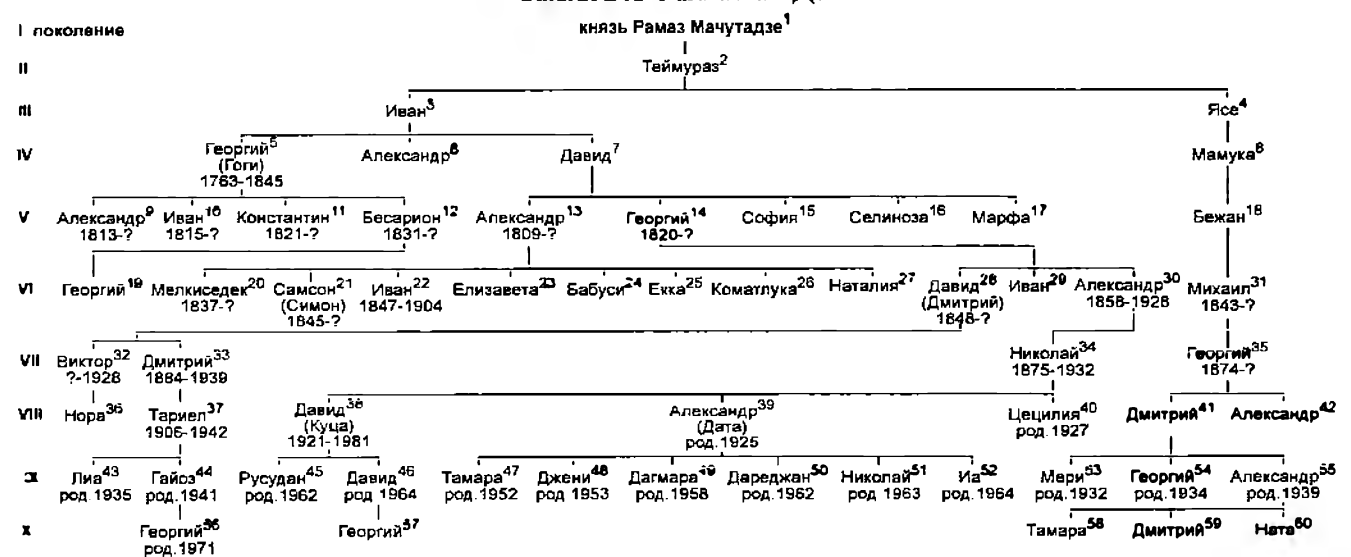 I поколение князь Рамаз Мачутадзе1
II Теймураз2
III Иван3 Ясе4
IV Георгий5 Александр6 Давид7 Мамука8
(Гоги)
1763-1845
V Александр9 Иван10 Константин11 Бесарион12 Александр13 Георгий14 София15 Селиноза16 Марфа17 Бежан18
1813-? 1815-? 1821-? 1831-? 1809-? 1820-?
VI Георгий19 Мелкиседек20 Самсон21 Иван22 Елизавета23 Бабуси24 Екка25 Коматлука26 Наталия27 Давид28 Иван29 Александр30 Михаил31
1837-? (Симон) 1847-1904 (Дмитрий) 1858-1928 1843-?
1845-? 1848-?
VII Виктор32 Дмитрий33 Николай34 Георгий35
?-1928 1884-1939 1875-1932 1874-?
VIII Нора36 Тариел37 Давид38 Александр39 Цецилия40 Дмитрий41 Александр42
1906-1942 (Куца) (Дата) род.1927
1921-1981 род.1925
IX Лиа43 Гайоз44 Русудан45 Давид46 Тамара47 Джени48 Дагмара49 Дареджан50 Николай51 Иа52 Мери53 Георгий54 Александр55
род.1935 род.1941 род.1962 род 1964 род.1952 род 1953 род.1958 род.1962 род 1963 род.1964 род.1932 род.1934 род.1939
X Георгий56 Георгий57 Тамара58 Дмитрий59 Ната60
род.1971